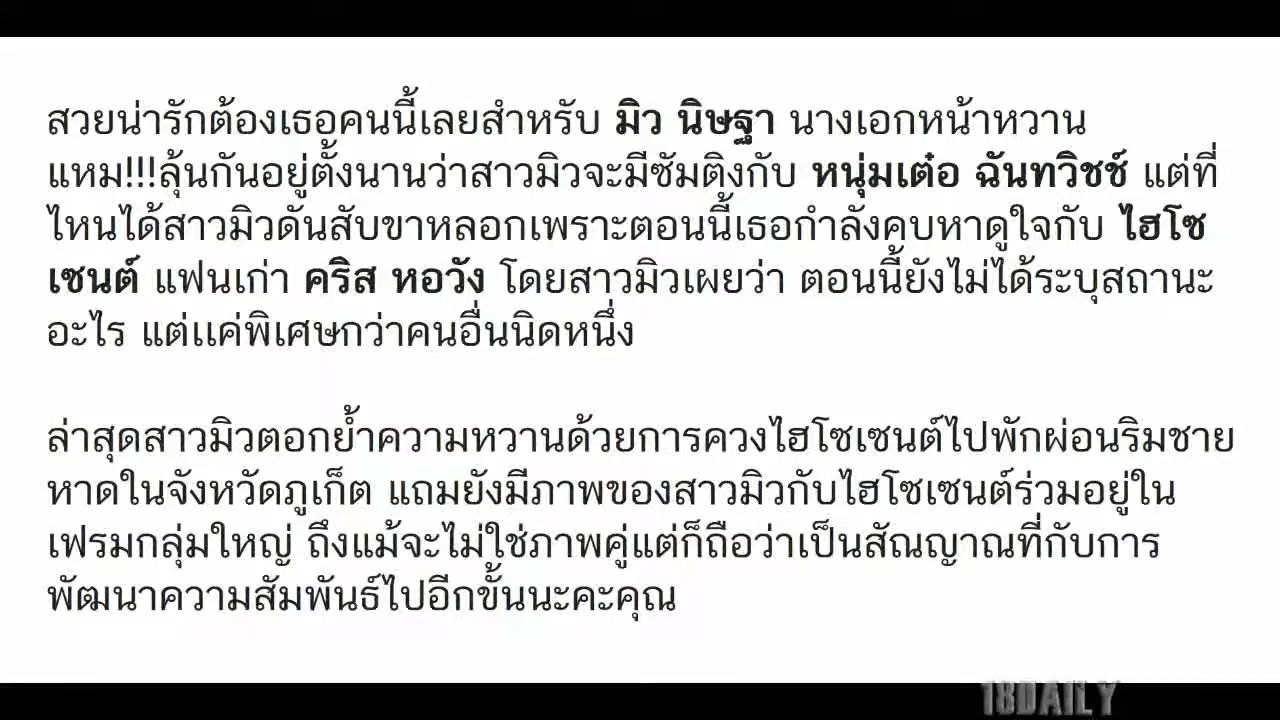 สวยน่ารักต้องเธอคนนี้เลยสำหรับ มิว นิษฐา นางเอกหน้าหวาน
แหม!!!ลุ้นกันอยู่ตั้งนานว่าสาวมิวจะมีซัมติงกับ หนุ่มเต๋อ ฉันทวิชช์ แต่ที่
ไหนได้สาวมิวดันสับขาหลอกเพราะตอนนี้เธอกำลังคบหาดูใจกับ ไฮโซ
เซนต์ แฟนเก่า คริส หอวัง โดยสาวมิวเผยว่า ตอนนี้ยังไม่ได้ระบุสถานะ
อะไร แต่แค่พิเศษกว่าคนอื่นนิดหนึ่ง
ล่าสุดสาวมิวตอกย้ำความหวานด้วยการควงไฮโซเซนต์ไปพักผ่อนริมชาย
หาดในจังหวัดภูเก็ต แถมยังมีภาพของสาวมิวกับไฮโซเซนต์ร่วมอยู่ใน
เฟรมกลุ่มใหญ่ ถึงแม้จะไม่ใช่ภาพคู่แต่ก็ถือว่าเป็นสัณญาณที่กับการ
พัฒนาความสัมพันธ์ไปอีกขั้นนะคะคุณ
18DAILY